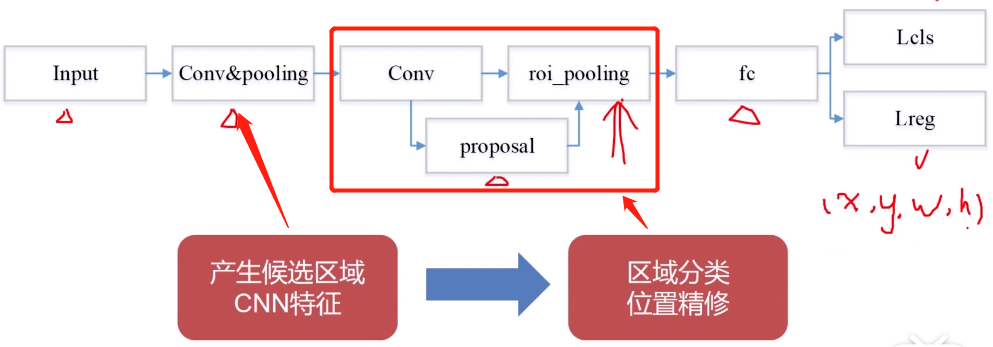 Input
Conv&pooling
Conv
roi_pooling
proposal
fc
Lcls
Lreg
(x,y,w,h)
产生候选区域
CNN特征
区域分类
位置精修